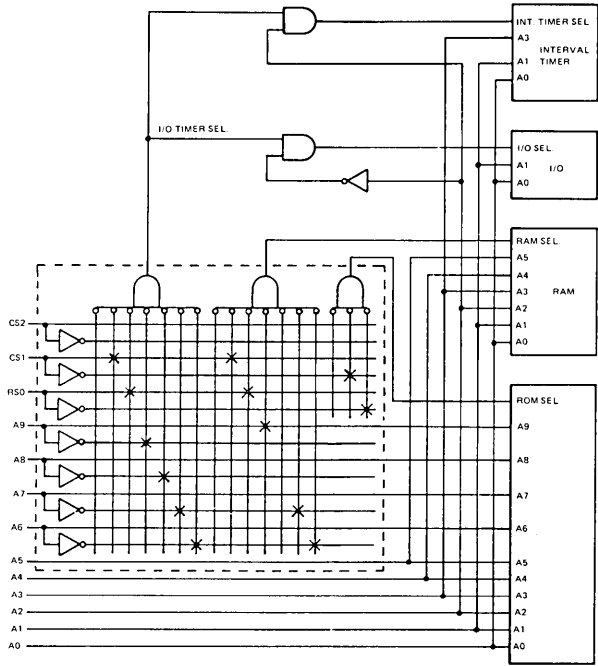 INT. TIMER SEL
A3
INTERVAL
TIMER
A1
A0
I/O TIMER SEL.
I/O SEL.
A1
I/O
A0
RAM SEL.
A5
A4
A3
RAM
A2
A1
A0
CS2
CS1
RS0
A9
A8
A7
A6
A5
A4
A3
A2
A1
A0
ROM SEL
A9
A8
A7
A6
A5
A4
A3
A2
A1
A0